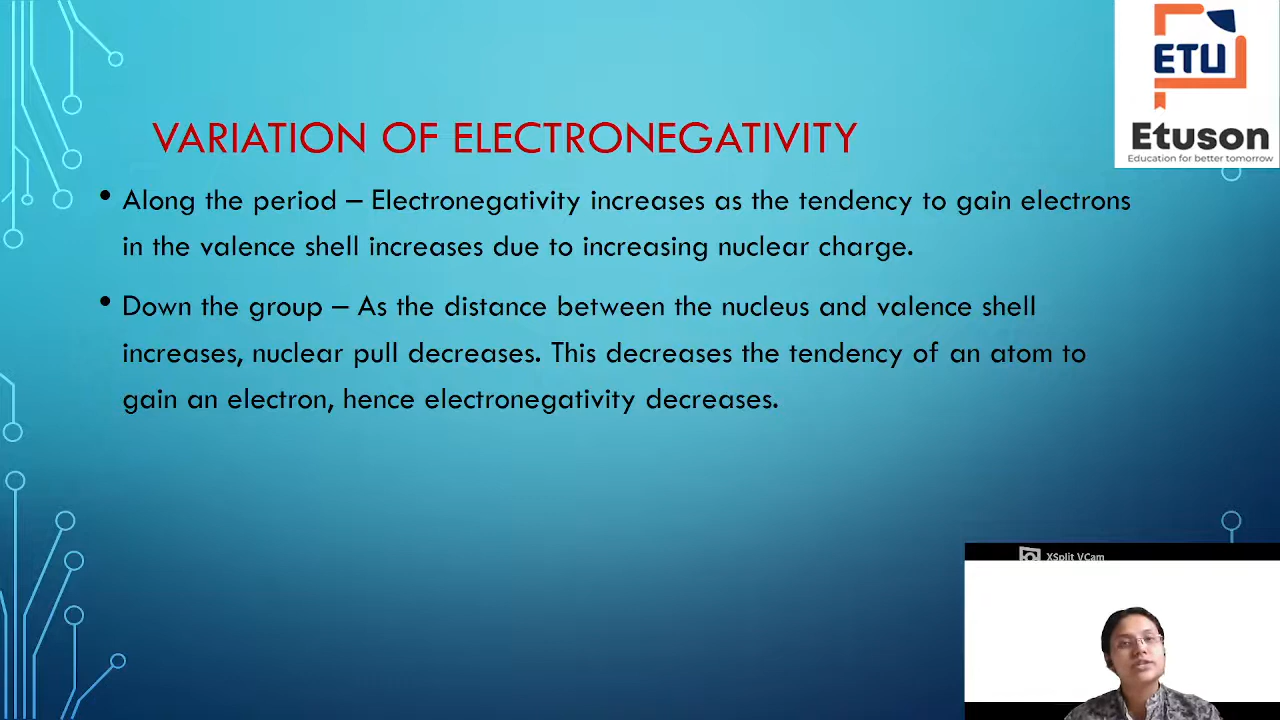 ETU
Etuson
Education for better tomorrow
VARIATION OF ELECTRONEGATIVITY
• Along the period – Electronegativity increases as the tendency to gain electrons
in the valence shell increases due to increasing nuclear charge.
• Down the group – As the distance between the nucleus and valence shell
increases, nuclear pull decreases. This decreases the tendency of an atom to
gain an electron, hence electronegativity decreases.
XSplit VCam